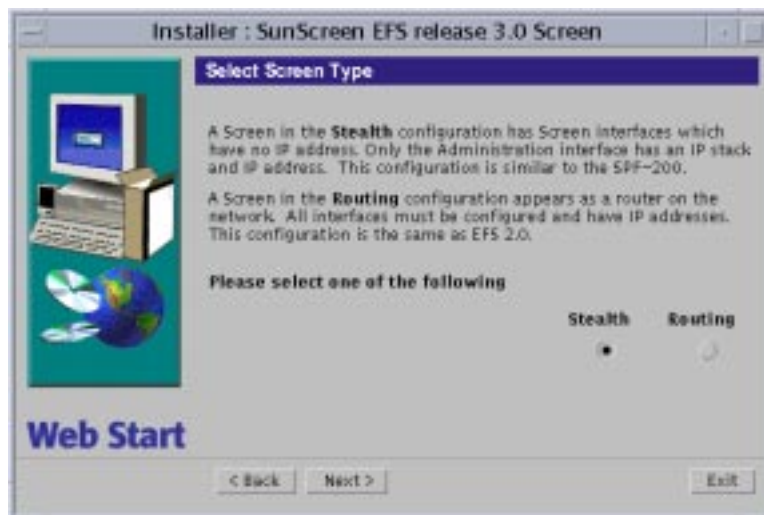 Installer : SunScreen EFS release 3.0 Screen
Select Screen Type
A Screen in the Stealth configuration has Screen interfaces which
have no IP address. Only the Administration interface has an IP stack
and IP address. This configuration is similar to the SPF-200.
A Screen in the Routing configuration appears as a router on the
network. All interfaces must be configured and have IP addresses.
This configuration is the same as EFS 2.0.
Please select one of the following
Stealth Routing
Web Start
< Back Next > Exit